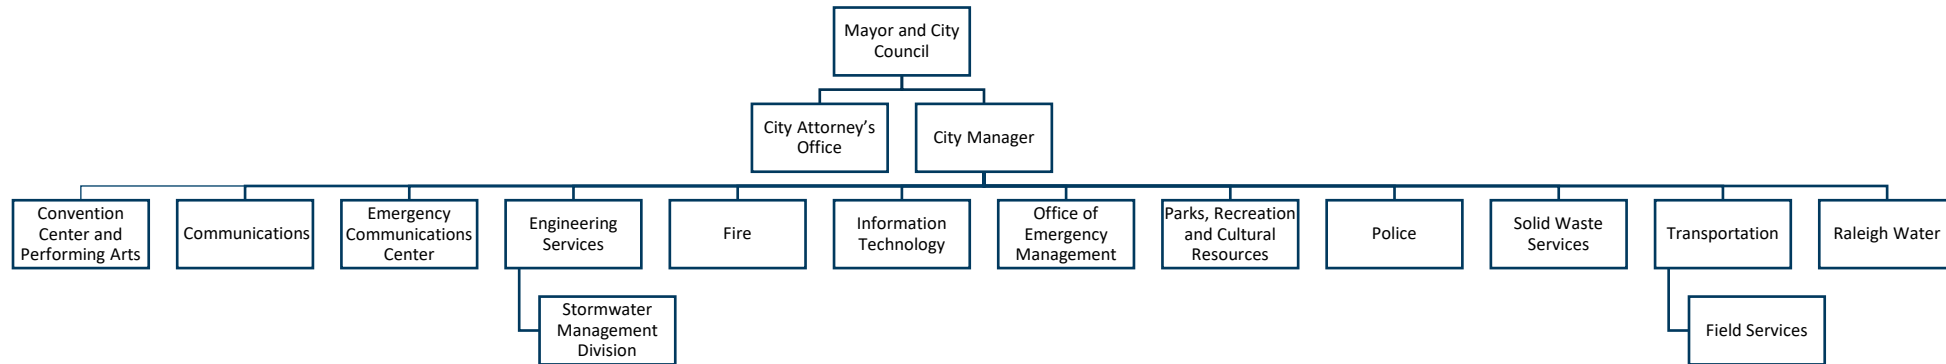 Mayor and City
Council
City Attorney’s
Office
City Manager
Convention
Center and
Performing Arts
Communications
Emergency
Communications
Center
Engineering
Services
Fire
Information
Technology
Office of
Emergency
Management
Parks, Recreation
and Cultural
Resources
Police
Solid Waste
Services
Transportation
Raleigh Water
Stormwater
Management
Division
Field Services